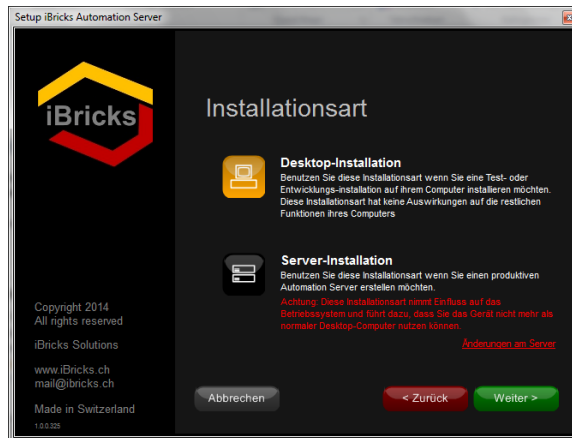 Setup iBricks Automation Server
iBricks
Installationsart
Desktop-Installation
Benutzen Sie diese Installationsart wenn Sie eine Test- oder
Entwicklungs-installation auf ihrem Computer installieren möchten.
Diese Installationsart hat keine Auswirkungen auf die restlichen
Funktionen ihres Computers
Server-Installation
Benutzen Sie diese Installationsart wenn Sie einen produktiven
Automation Server erstellen möchten.
Achtung: Diese Installationsart nimmt Einfluss auf das
Betriebssystem und führt dazu, dass Sie das Gerät nicht mehr als
normaler Desktop-Computer nutzen können.
Änderungen am Server
Copyright 2014
All rights reserved
iBricks Solutions
www.iBricks.ch
mail@ibricks.ch
Made in Switzerland
1.0.0.325
Abbrechen
< Zurück
Weiter >